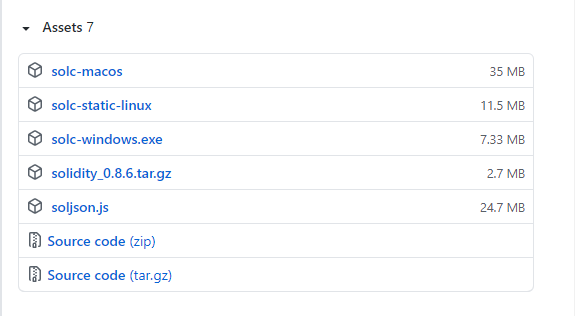 Assets 7
solc-macos 35 MB
solc-static-linux 11.5 MB
solc-windows.exe 7.33 MB
solidity_0.8.6.tar.gz 2.7 MB
soljson.js 24.7 MB
Source code (zip)
Source code (tar.gz)